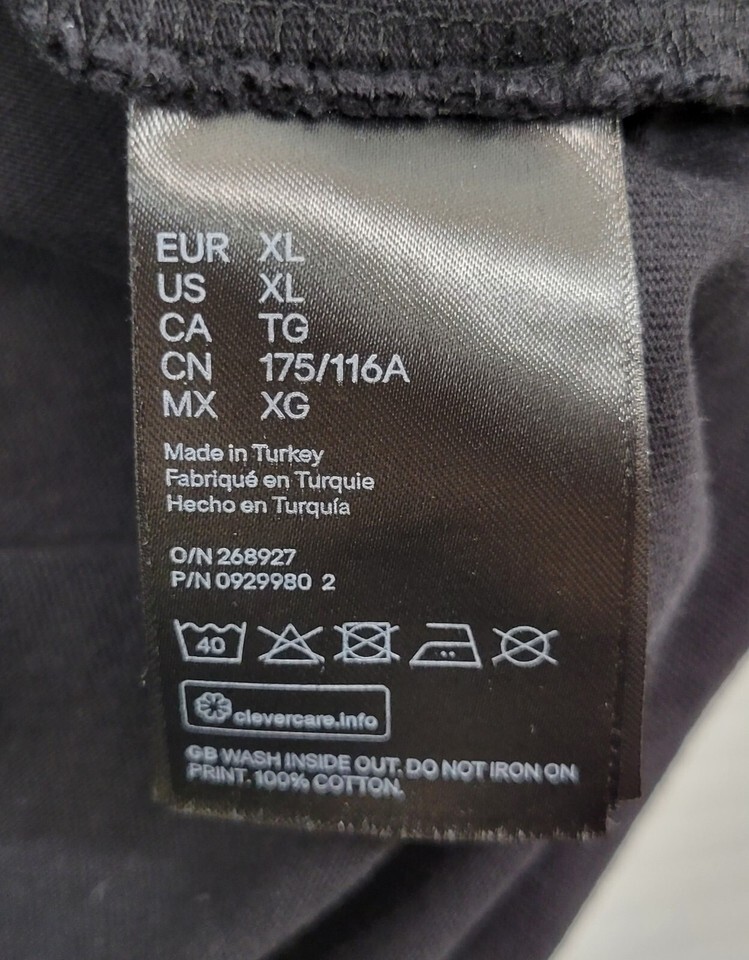 EUR XL
US XL
CA TG
CN 175/116A
MX XG
Made in Turkey
Fabriqué en Turquie
Hecho en Turquía
O/N 268927
P/N 0929980 2
40
clevercare.info
GB WASH INSIDE OUT. DO NOT IRON ON
PRINT. 100% COTTON.